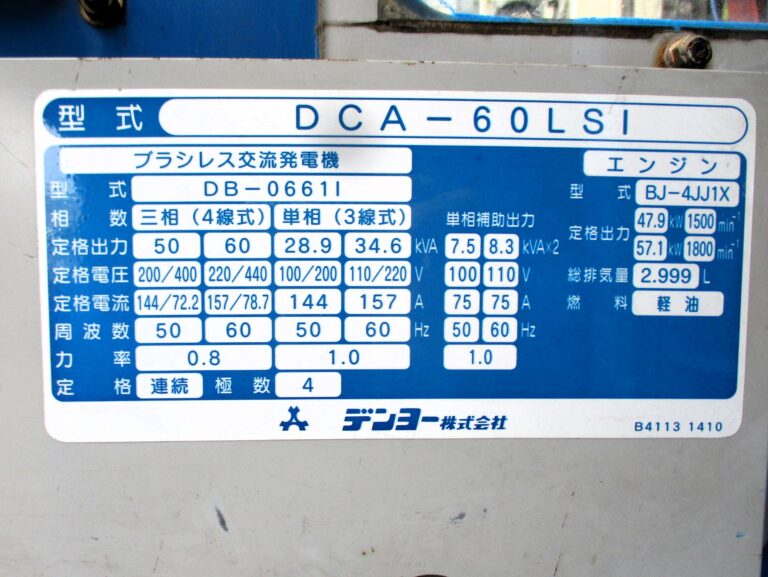 型式 DCA-60LSI
ブラシレス交流発電機 エンジン
型式 DB-0661I 型式 BJ-4JJ1X
相数 三相(4線式) 単相(3線式) 単相補助出力 定格出力 47.9 kW 1500 min⁻¹
定格出力 50 60 28.9 34.6 kVA 7.5 8.3 kVA×2 57.1 kW 1800 min⁻¹
定格電圧 200/400 220/440 100/200 110/220 V 100 110 V 総排気量 2.999 L
定格電流 144/72.2 157/78.7 144 157 A 75 75 A 燃料 軽油
周波数 50 60 50 60 Hz 50 60 Hz
力率 0.8 1.0 1.0
定格 連続 極数 4
デンヨー株式会社 B4113 1410